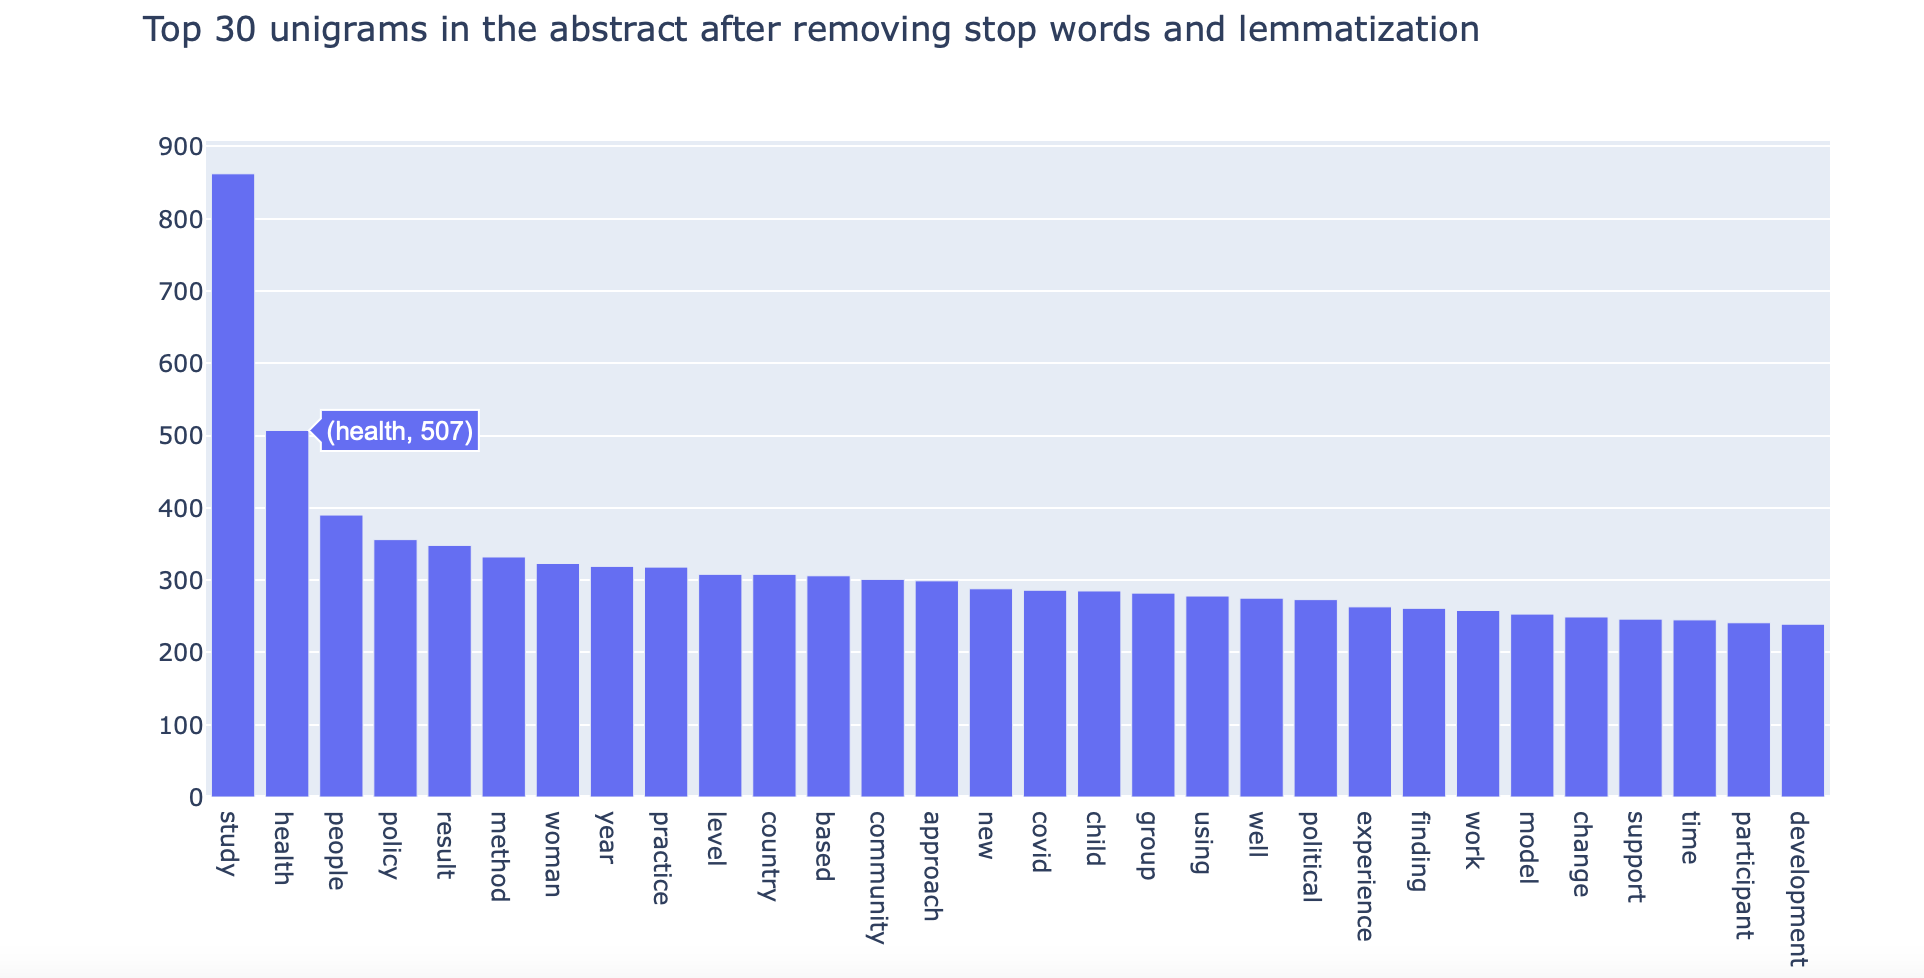 Top 30 unigrams in the abstract after removing stop words and lemmatization
900
800
700
600
500
400
300
200
100
0
(health, 507)
study
health
people
policy
result
method
woman
year
practice
level
country
based
community
approach
new
covid
child
group
using
well
political
experience
finding
work
model
change
support
time
participant
development